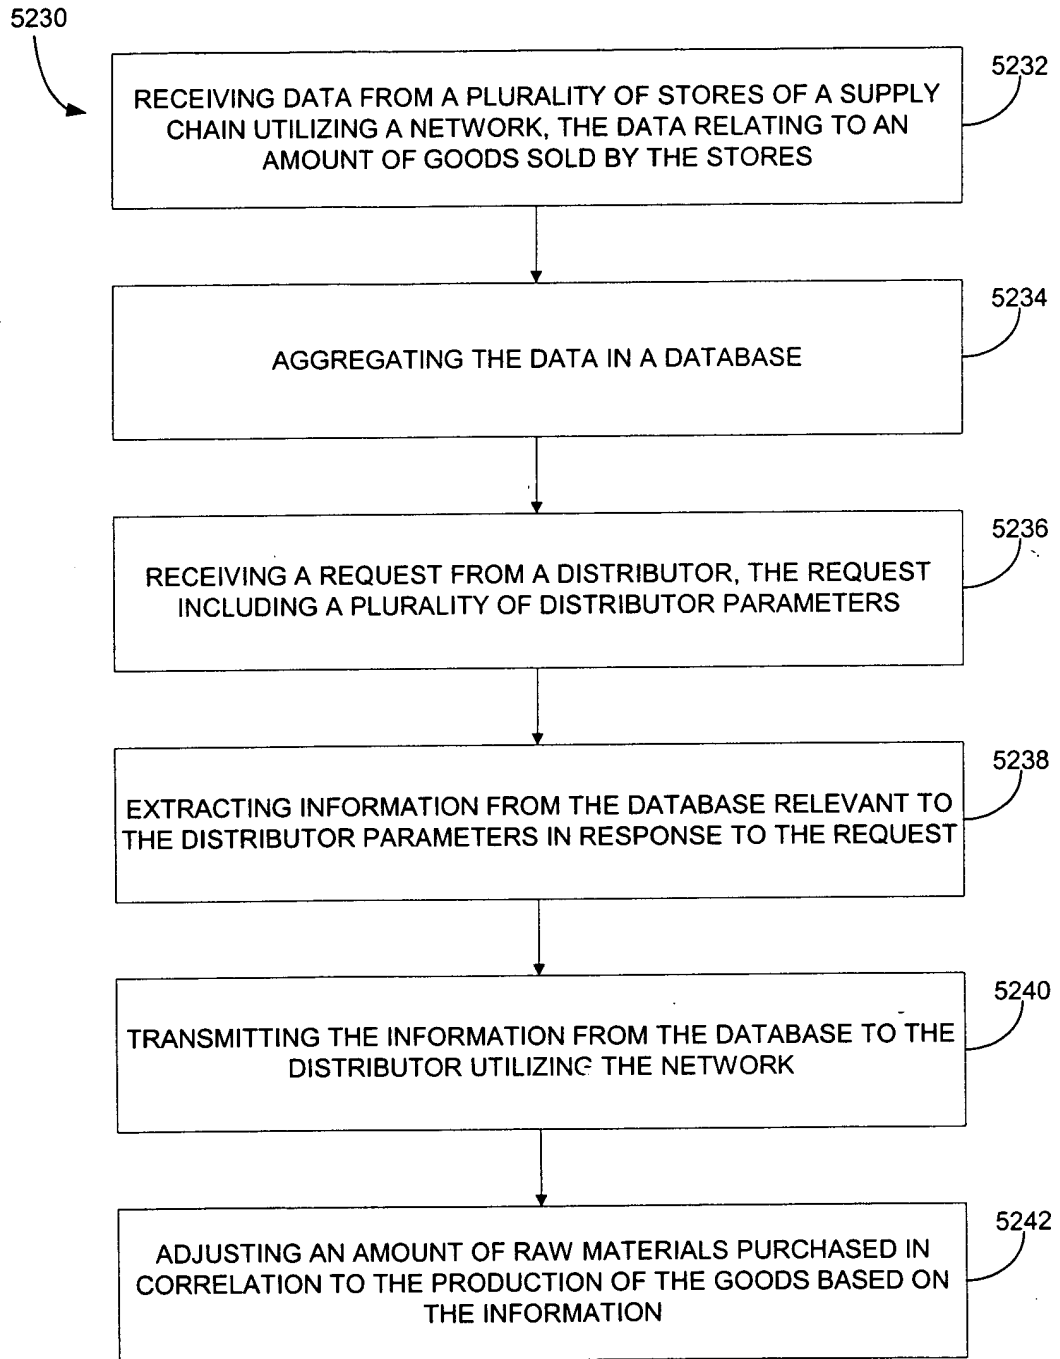 5230
5232
RECEIVING DATA FROM A PLURALITY OF STORES OF A SUPPLY
CHAIN UTILIZING A NETWORK, THE DATA RELATING TO AN
AMOUNT OF GOODS SOLD BY THE STORES
5234
AGGREGATING THE DATA IN A DATABASE
5236
RECEIVING A REQUEST FROM A DISTRIBUTOR, THE REQUEST
INCLUDING A PLURALITY OF DISTRIBUTOR PARAMETERS
5238
EXTRACTING INFORMATION FROM THE DATABASE RELEVANT TO
THE DISTRIBUTOR PARAMETERS IN RESPONSE TO THE REQUEST
5240
TRANSMITTING THE INFORMATION FROM THE DATABASE TO THE
DISTRIBUTOR UTILIZING THE NETWORK
5242
ADJUSTING AN AMOUNT OF RAW MATERIALS PURCHASED IN
CORRELATION TO THE PRODUCTION OF THE GOODS BASED ON
THE INFORMATION